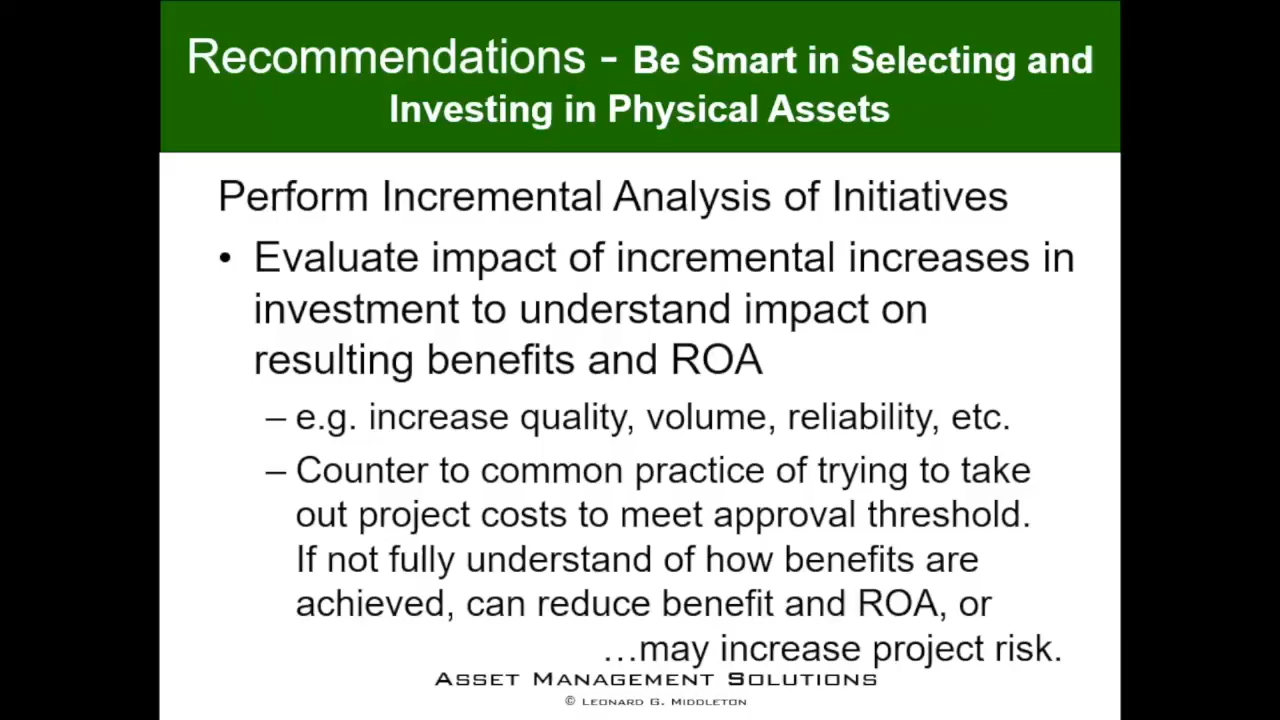 Recommendations - Be Smart in Selecting and
Investing in Physical Assets
Perform Incremental Analysis of Initiatives
• Evaluate impact of incremental increases in
investment to understand impact on
resulting benefits and ROA
– e.g. increase quality, volume, reliability, etc.
– Counter to common practice of trying to take
out project costs to meet approval threshold.
If not fully understand of how benefits are
achieved, can reduce benefit and ROA, or
…may increase project risk.
Asset Management Solutions
© Leonard G. Middleton